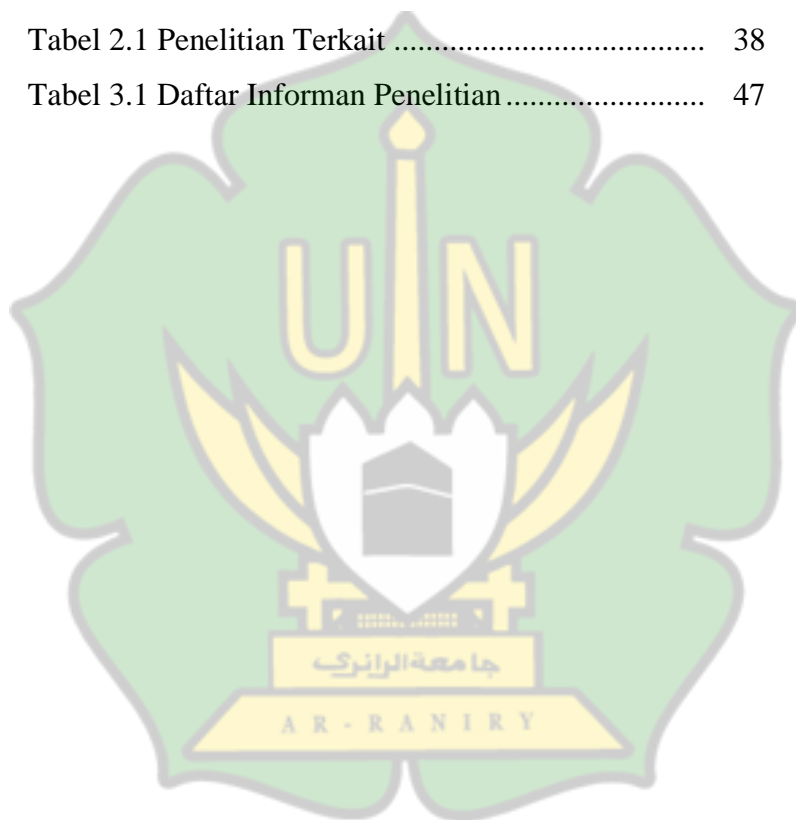 Tabel 2.1 Penelitian Terkait ....................................... 38
Tabel 3.1 Daftar Informan Penelitian ......................... 47
UIN
جامعة الرانري
AR-RANIRY